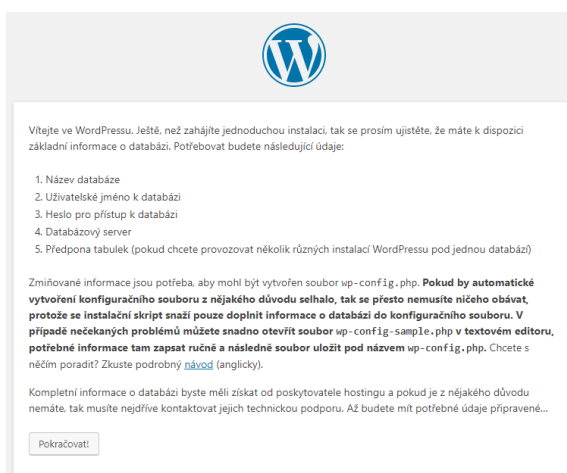 Vítejte ve WordPressu. Ještě, než zahájíte jednoduchou instalaci, tak se prosím ujistěte, že máte k dispozici
základní informace o databázi. Potřebovat budete následující údaje:
1. Název databáze
2. Uživatelské jméno k databázi
3. Heslo pro přístup k databázi
4. Databázový server
5. Předpona tabulek (pokud chcete provozovat několik různých instalací WordPressu pod jednou databází)
Zmiňované informace jsou potřeba, aby mohl být vytvořen soubor wp-config.php. Pokud by automatické
vytvoření konfiguračního souboru z nějakého důvodu selhalo, tak se přesto nemusíte ničeho obávat,
protože se instalační skript snaží pouze doplnit informace o databázi do konfiguračního souboru. V
případě nečekaných problémů můžete snadno otevřít soubor wp-config-sample.php v textovém editoru,
potřebné informace tam zapsat ručně a následně soubor uložit pod názvem wp-config.php. Chcete s
něčím poradit? Zkuste podrobný návod (anglicky).
Kompletní informace o databázi byste měli získat od poskytovatele hostingu a pokud je z nějakého důvodu
nemáte, tak musíte nejdříve kontaktovat jejich technickou podporu. Až budete mít potřebné údaje připravené…
Pokračovat!